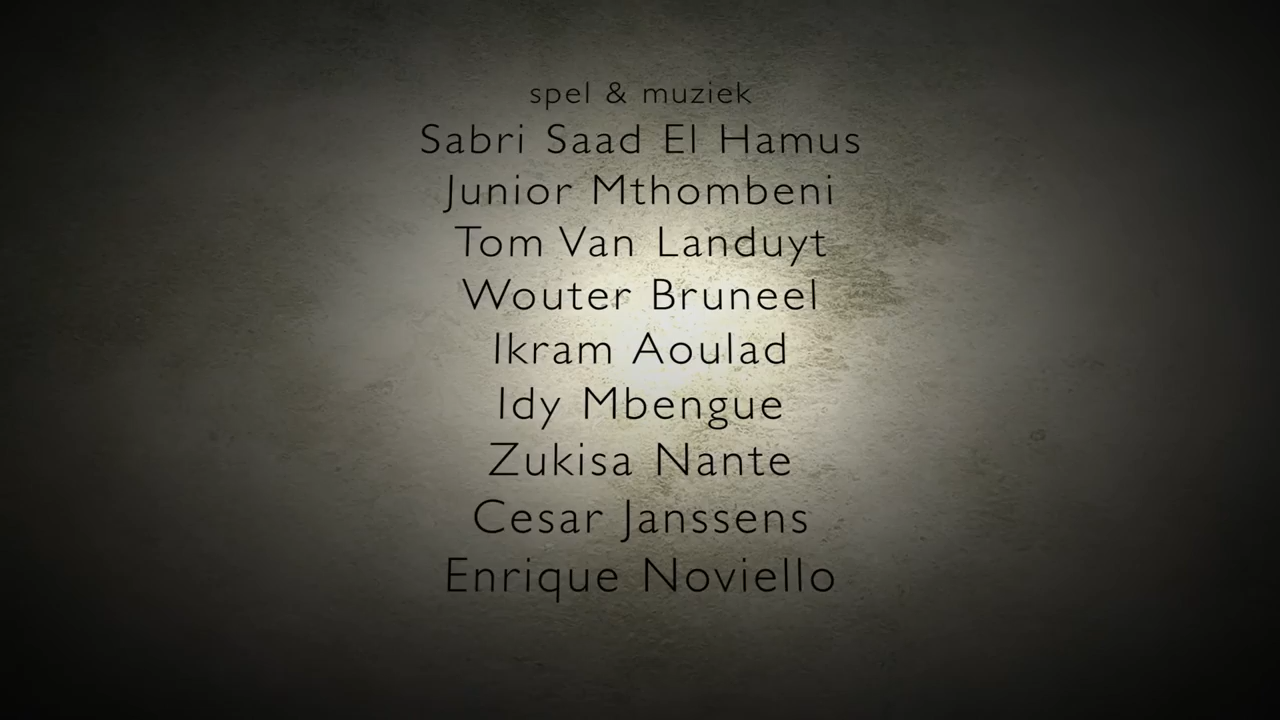 spel & muziek
Sabri Saad El Hamus
Junior Mthombeni
Tom Van Landuyt
Wouter Bruneel
Ikram Aoulad
Idy Mbengue
Zukisa Nante
Cesar Janssens
Enrique Noviello